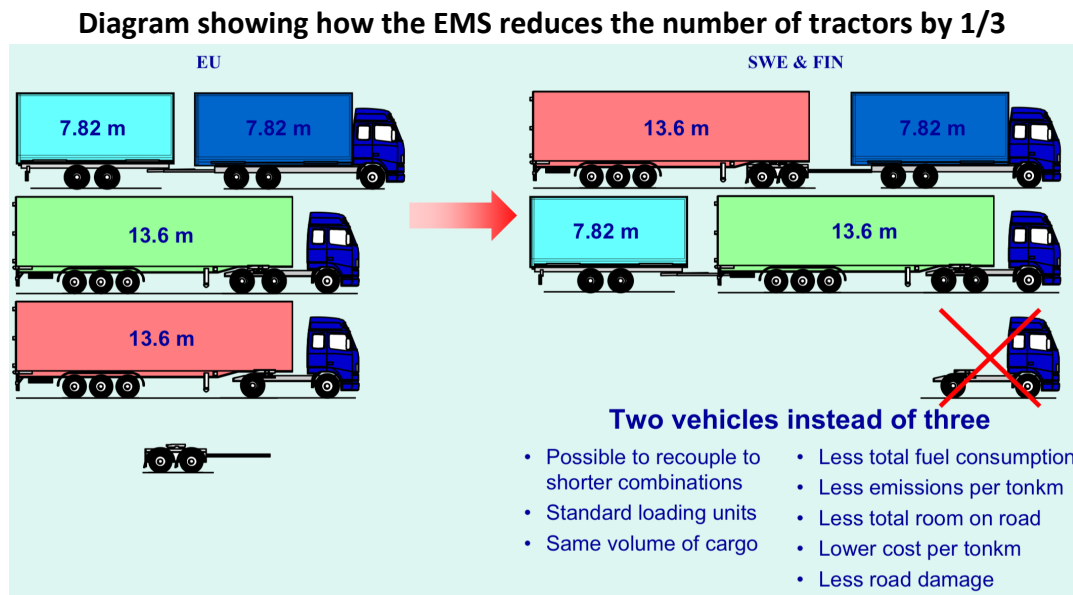 Diagram showing how the EMS reduces the number of tractors by 1/3
EU
7.82 m
7.82 m
13.6 m
13.6 m
SWE & FIN
13.6 m
7.82 m
7.82 m
13.6 m
Two vehicles instead of three
• Possible to recouple to
shorter combinations
• Standard loading units
• Same volume of cargo
• Less total fuel consumption
• Less emissions per tonkm
• Less total room on road
• Lower cost per tonkm
• Less road damage